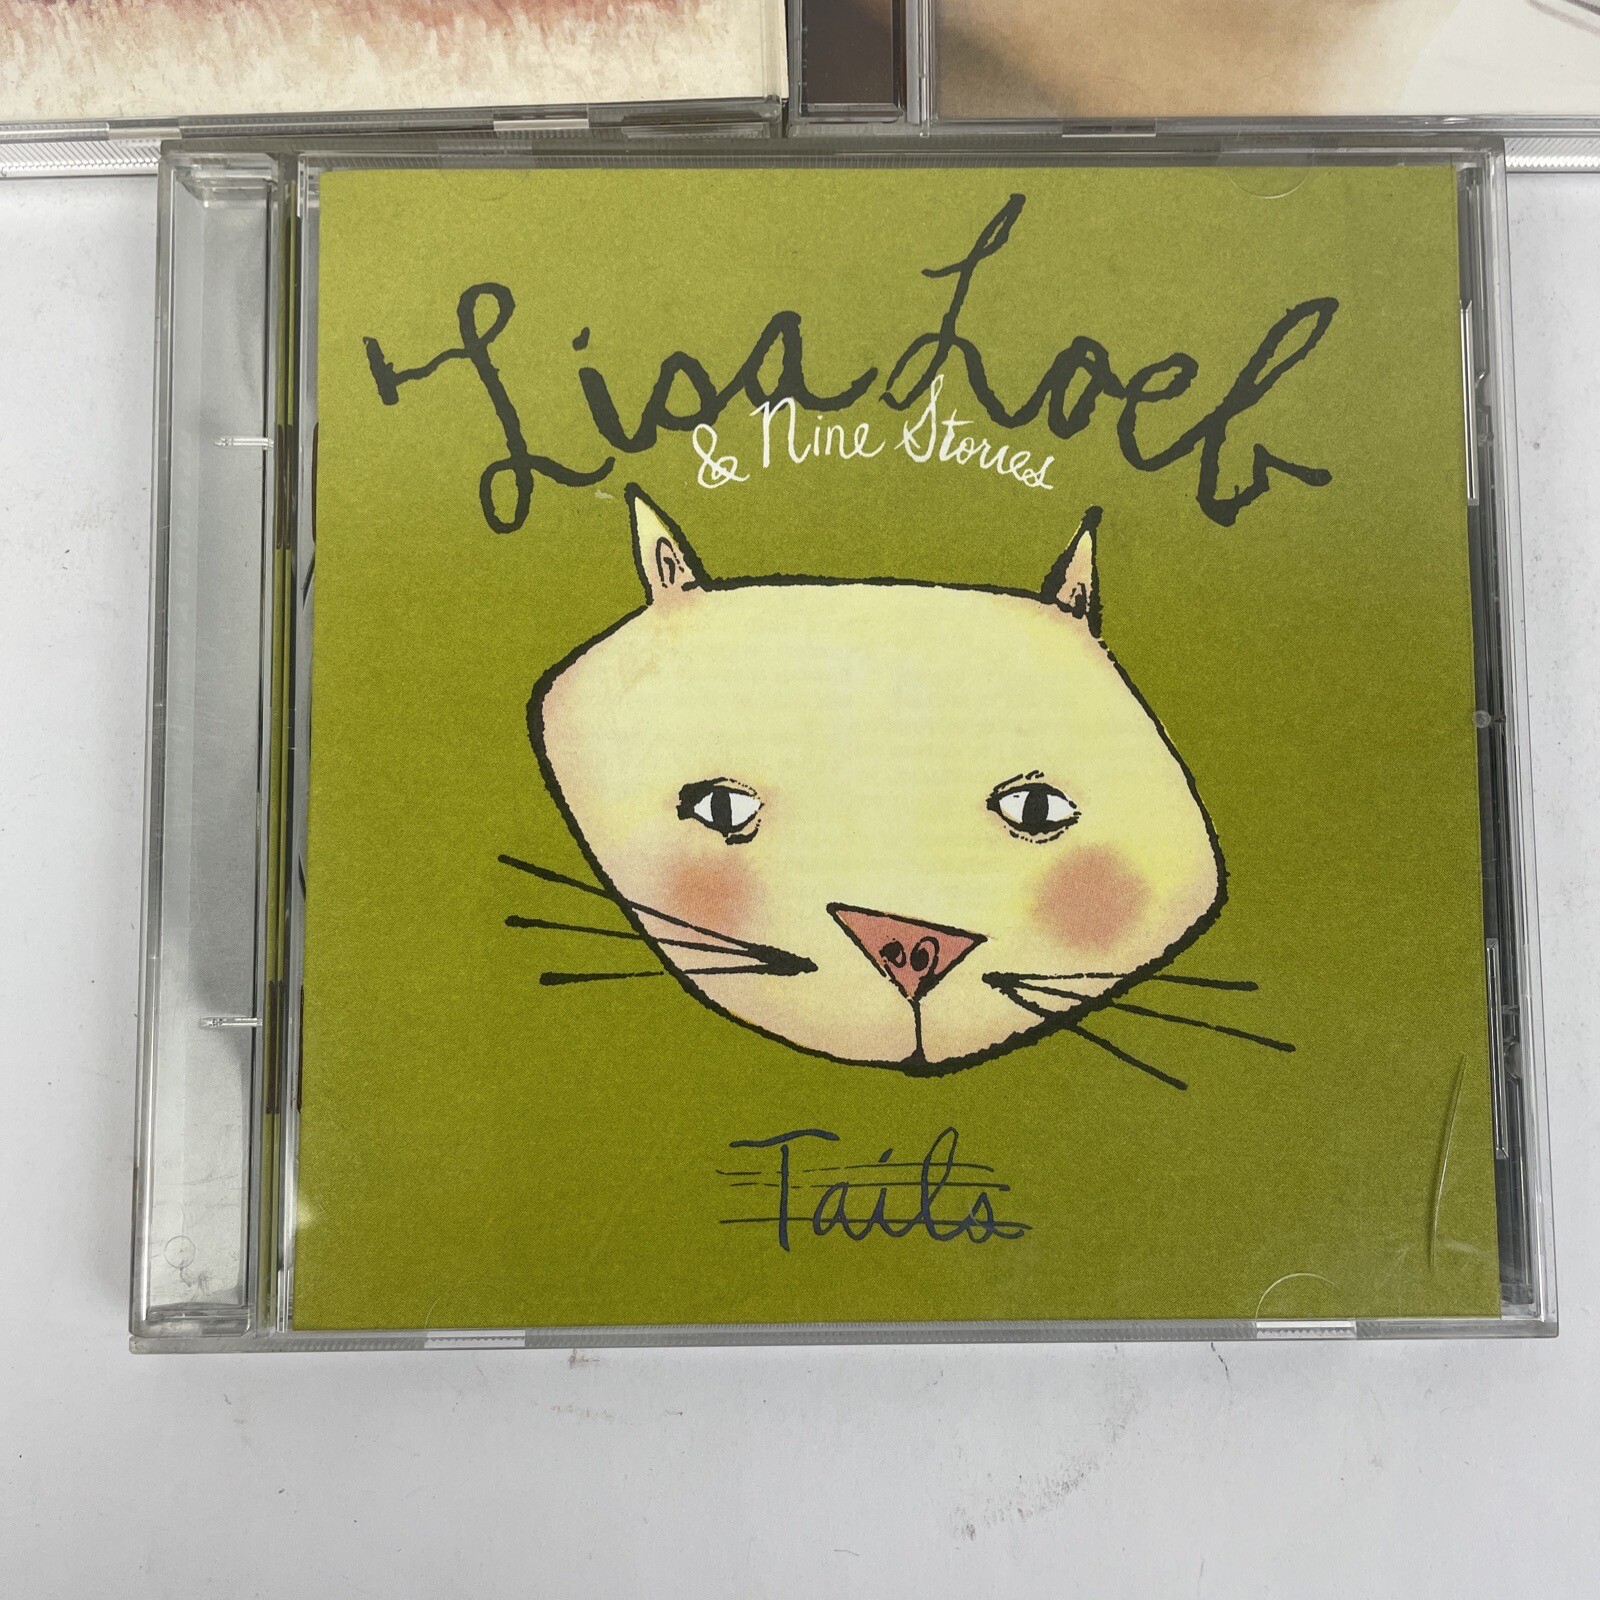 Lisa Loeb
& Nine Stories
Tails